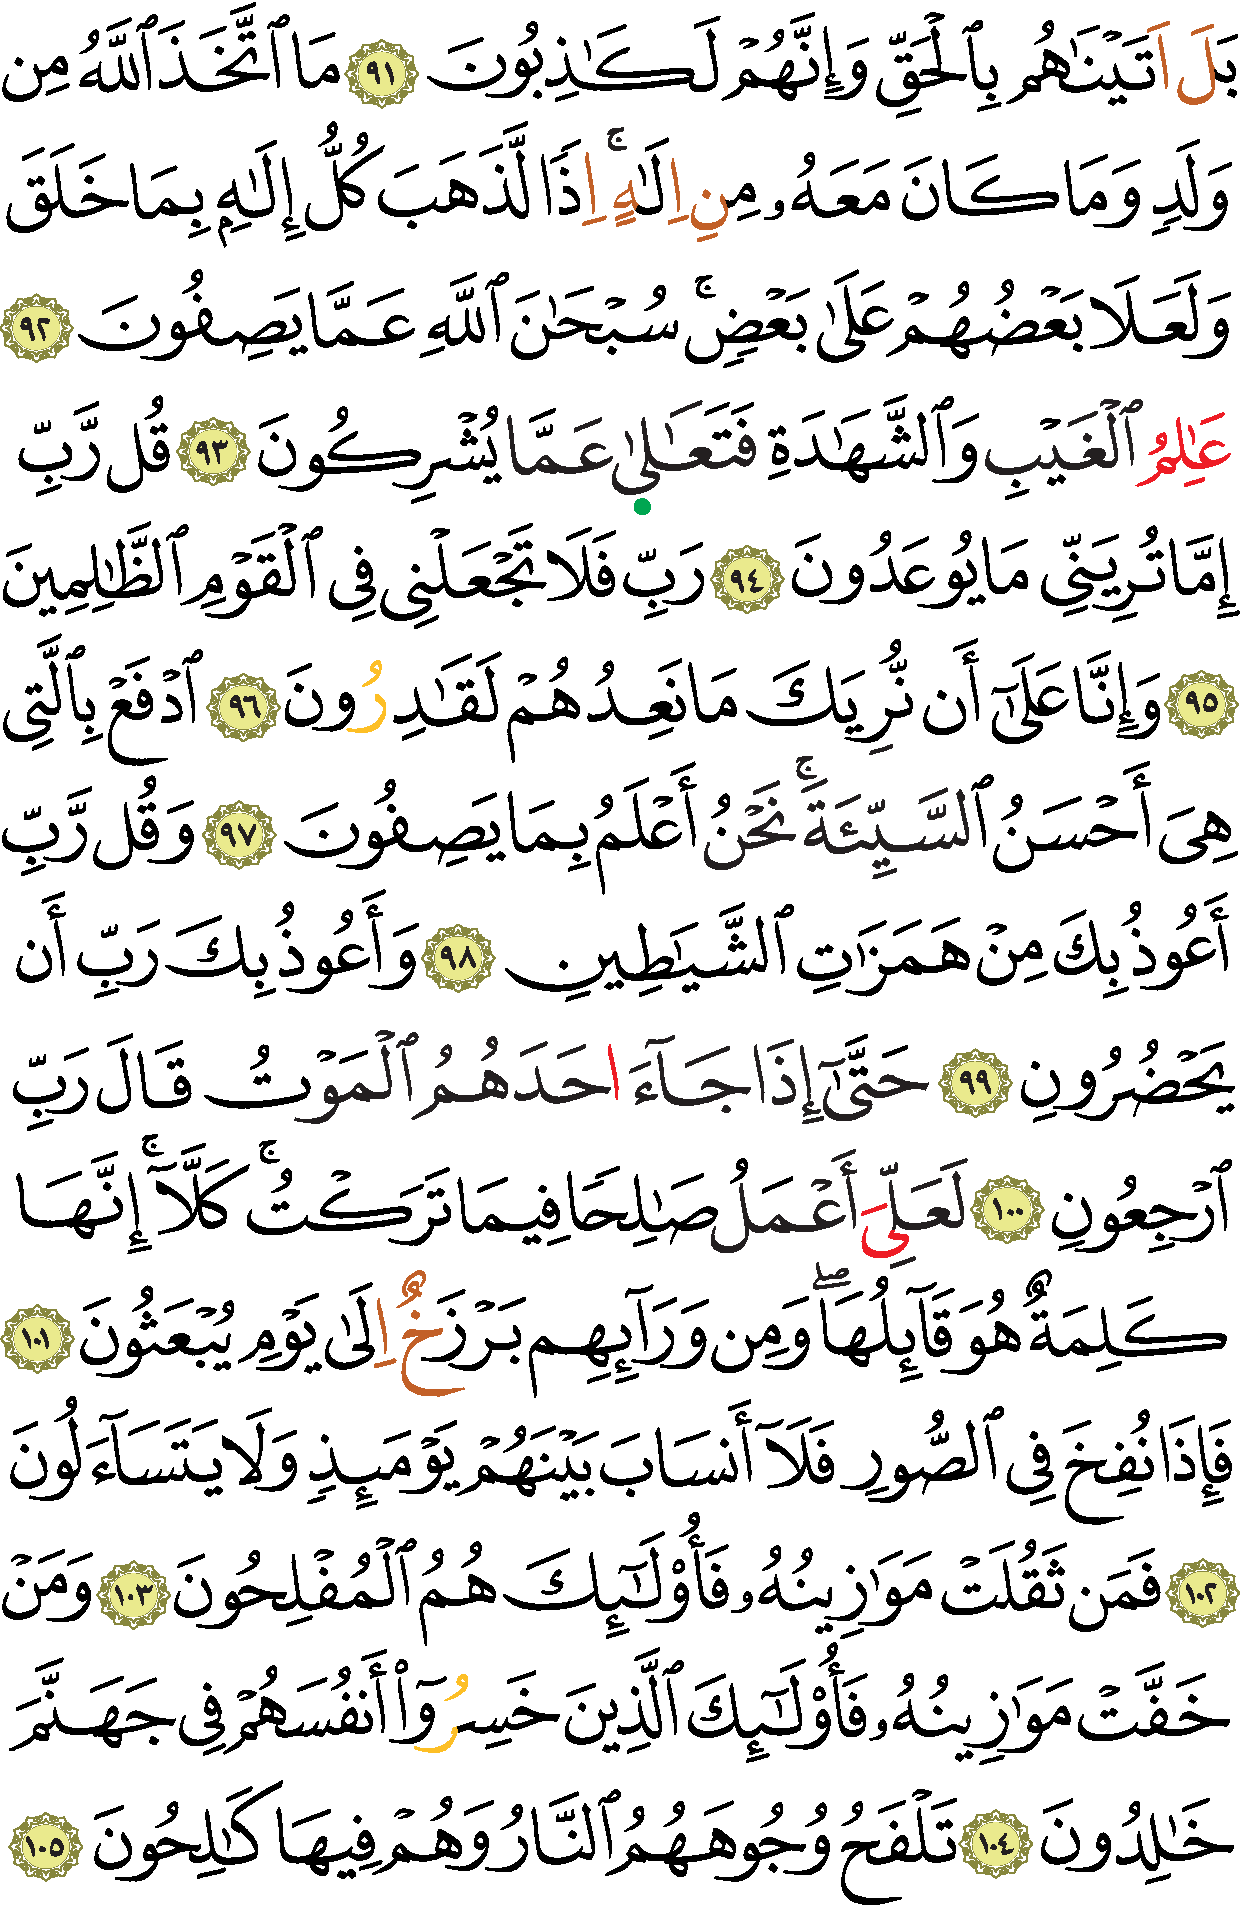 بَلَ اَتَيْنَٰهُم بِٱلْحَقِّ وَإِنَّهُمْ لَكَٰذِبُونَ ٩١ مَا ٱتَّخَذَ ٱللَّهُ مِن
وَلَدٍ وَمَا كَانَ مَعَهُۥ مِنِ اِلَٰهٍۚ اِذٗا لَّذَهَبَ كُلُّ إِلَٰهِۭ بِمَا خَلَقَ
وَلَعَلَا بَعْضُهُمْ عَلَىٰ بَعْضٖۚ سُبْحَٰنَ ٱللَّهِ عَمَّا يَصِفُونَ ٩٢
عَٰلِمُ ٱلْغَيْبِ وَٱلشَّهَٰدَةِ فَتَعَٰلَىٰ عَمَّا يُشْرِكُونَ ٩٣ قُل رَّبِّ
إِمَّا تُرِيَنِّي مَا يُوعَدُونَ ٩٤ رَبِّ فَلَا تَجْعَلْنِي فِي ٱلْقَوْمِ ٱلظَّٰلِمِينَ
٩٥ وَإِنَّا عَلَىٰٓ أَن نُّرِيَكَ مَا نَعِدُهُمْ لَقَٰدِرُونَ ٩٦ ٱدْفَعْ بِٱلَّتِي
هِيَ أَحْسَنُ ٱلسَّيِّئَةَۚ نَحْنُ أَعْلَمُ بِمَا يَصِفُونَ ٩٧ وَقُل رَّبِّ
أَعُوذُ بِكَ مِنْ هَمَزَٰتِ ٱلشَّيَٰطِينِ ٩٨ وَأَعُوذُ بِكَ رَبِّ أَن
يَحْضُرُونِ ٩٩ حَتَّىٰٓ إِذَا جَآءَ احَدَهُمُ ٱلْمَوْتُ قَالَ رَبِّ
ٱرْجِعُونِ ١٠٠ لَعَلِّيَ أَعْمَلُ صَٰلِحٗا فِيمَا تَرَكْتُۚ كَلَّآۚ إِنَّهَا
كَلِمَةٌ هُوَ قَآئِلُهَاۖ وَمِن وَرَآئِهِم بَرْزَخٌ اِلَىٰ يَوْمِ يُبْعَثُونَ ١٠١
فَإِذَا نُفِخَ فِي ٱلصُّورِ فَلَآ أَنسَابَ بَيْنَهُمْ يَوْمَئِذٖ وَلَا يَتَسَآءَلُونَ
١٠٢ فَمَن ثَقُلَتْ مَوَٰزِينُهُۥ فَأُوْلَٰٓئِكَ هُمُ ٱلْمُفْلِحُونَ ١٠٣ وَمَنْ
خَفَّتْ مَوَٰزِينُهُۥ فَأُوْلَٰٓئِكَ ٱلَّذِينَ خَسِرُوٓاْ أَنفُسَهُمْ فِي جَهَنَّمَ
خَٰلِدُونَ ١٠٤ تَلْفَحُ وُجُوهَهُمُ ٱلنَّارُ وَهُمْ فِيهَا كَٰلِحُونَ ١٠٥